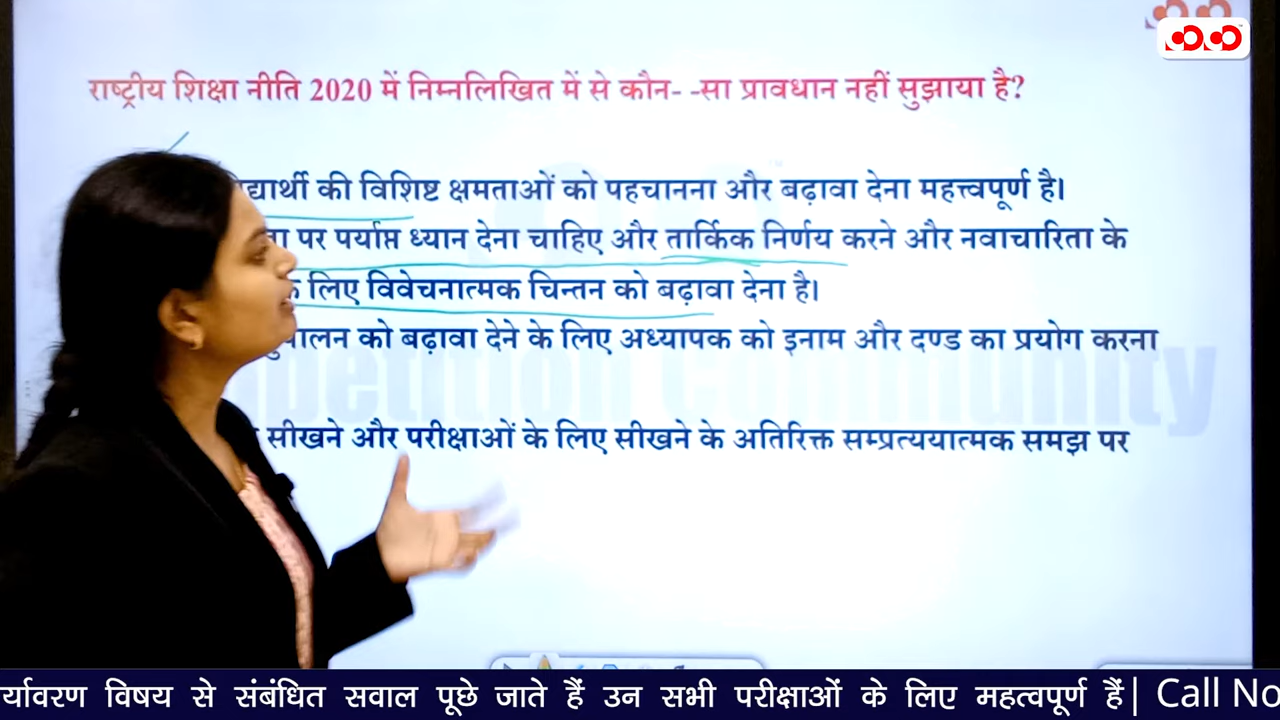 राष्ट्रीय शिक्षा नीति 2020 में निम्नलिखित में से कौन- -सा प्रावधान नहीं सुझाया है?
की विशिष्ट क्षमताओं को पहचानना और बढ़ावा देना महत्त्वपूर्ण है।
पर पर्याप्त ध्यान देना चाहिए और तार्किक निर्णय करने और नवाचारिता के
लिए विवेचनात्मक चिन्तन को बढ़ावा देना है।
को बढ़ावा देने के लिए अध्यापक को इनाम और दण्ड का प्रयोग करना
सीखने और परीक्षाओं के लिए सीखने के अतिरिक्त सम्प्रत्ययात्मक समझ पर
विषय से संबंधित सवाल पूछे जाते हैं उन सभी परीक्षाओं के लिए महत्वपूर्ण हैं| Call No